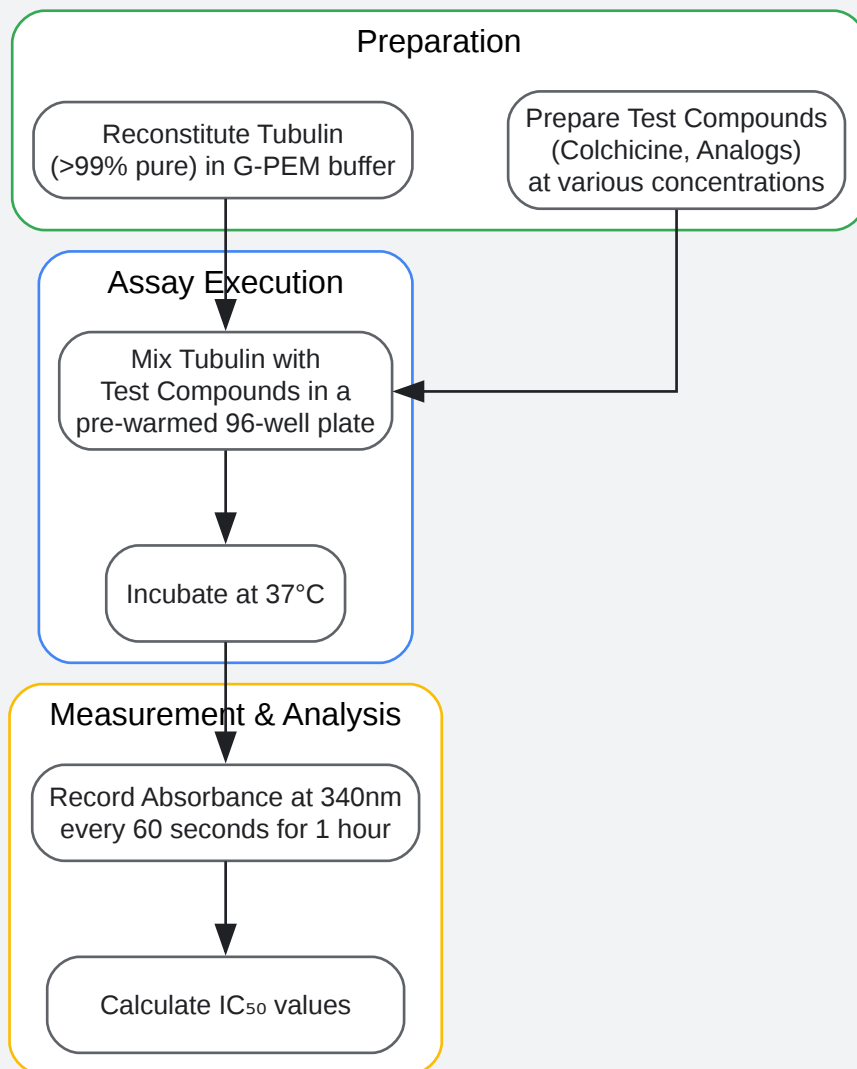 Preparation
Reconstitute Tubulin
(>99% pure) in G-PEM buffer
Prepare Test Compounds
(Colchicine, Analogs)
at various concentrations
Assay Execution
Mix Tubulin with
Test Compounds in a
pre-warmed 96-well plate
Incubate at 37°C
Measurement & Analysis
Record Absorbance at 340nm
every 60 seconds for 1 hour
Calculate IC₅₀ values